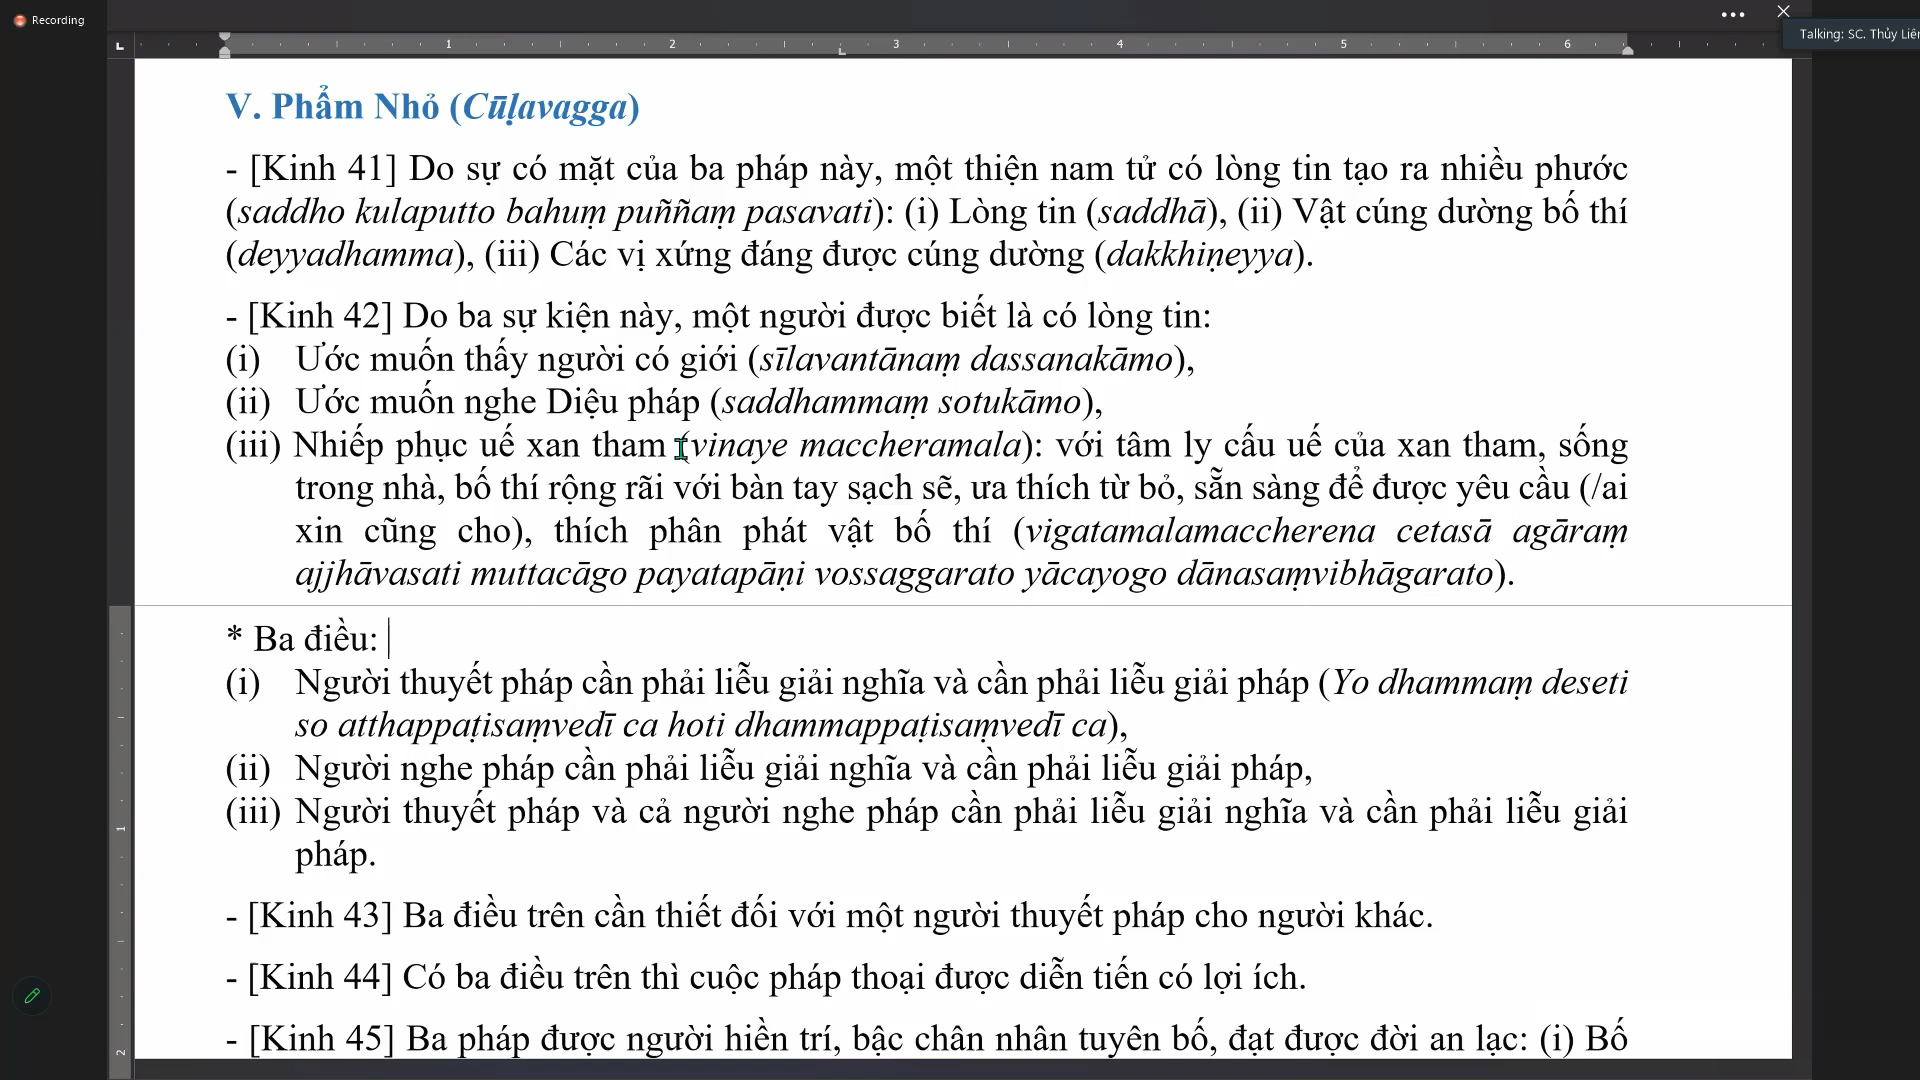 Recording
Talking: SC. Thủy Liê
1 2 3 4 5 6
V. Phẩm Nhỏ (Cūḷavagga)
- [Kinh 41] Do sự có mặt của ba pháp này, một thiện nam tử có lòng tin tạo ra nhiều phước
(saddho kulaputto bahuṃ puññaṃ pasavati): (i) Lòng tin (saddhā), (ii) Vật cúng dường bố thí
(deyyadhamma), (iii) Các vị xứng đáng được cúng dường (dakkhiṇeyya).
- [Kinh 42] Do ba sự kiện này, một người được biết là có lòng tin:
(i) Ước muốn thấy người có giới (sīlavantānaṃ dassanakāmo),
(ii) Ước muốn nghe Diệu pháp (saddhammaṃ sotukāmo),
(iii) Nhiếp phục uế xan tham (vinaye maccheramala): với tâm ly cấu uế của xan tham, sống
trong nhà, bố thí rộng rãi với bàn tay sạch sẽ, ưa thích từ bỏ, sẵn sàng để được yêu cầu (/ai
xin cũng cho), thích phân phát vật bố thí (vigatamalamaccherena cetasā agāraṃ
ajjhāvasati muttacāgo payatapāṇi vossaggarato yācayogo dānasaṃvibhāgarato).
* Ba điều:
(i) Người thuyết pháp cần phải liễu giải nghĩa và cần phải liễu giải pháp (Yo dhammaṃ deseti
so atthappaṭisaṃvedī ca hoti dhammappaṭisaṃvedī ca),
(ii) Người nghe pháp cần phải liễu giải nghĩa và cần phải liễu giải pháp,
(iii) Người thuyết pháp và cả người nghe pháp cần phải liễu giải nghĩa và cần phải liễu giải
pháp.
- [Kinh 43] Ba điều trên cần thiết đối với một người thuyết pháp cho người khác.
- [Kinh 44] Có ba điều trên thì cuộc pháp thoại được diễn tiến có lợi ích.
- [Kinh 45] Ba pháp được người hiền trí, bậc chân nhân tuyên bố, đạt được đời an lạc: (i) Bố
1
2